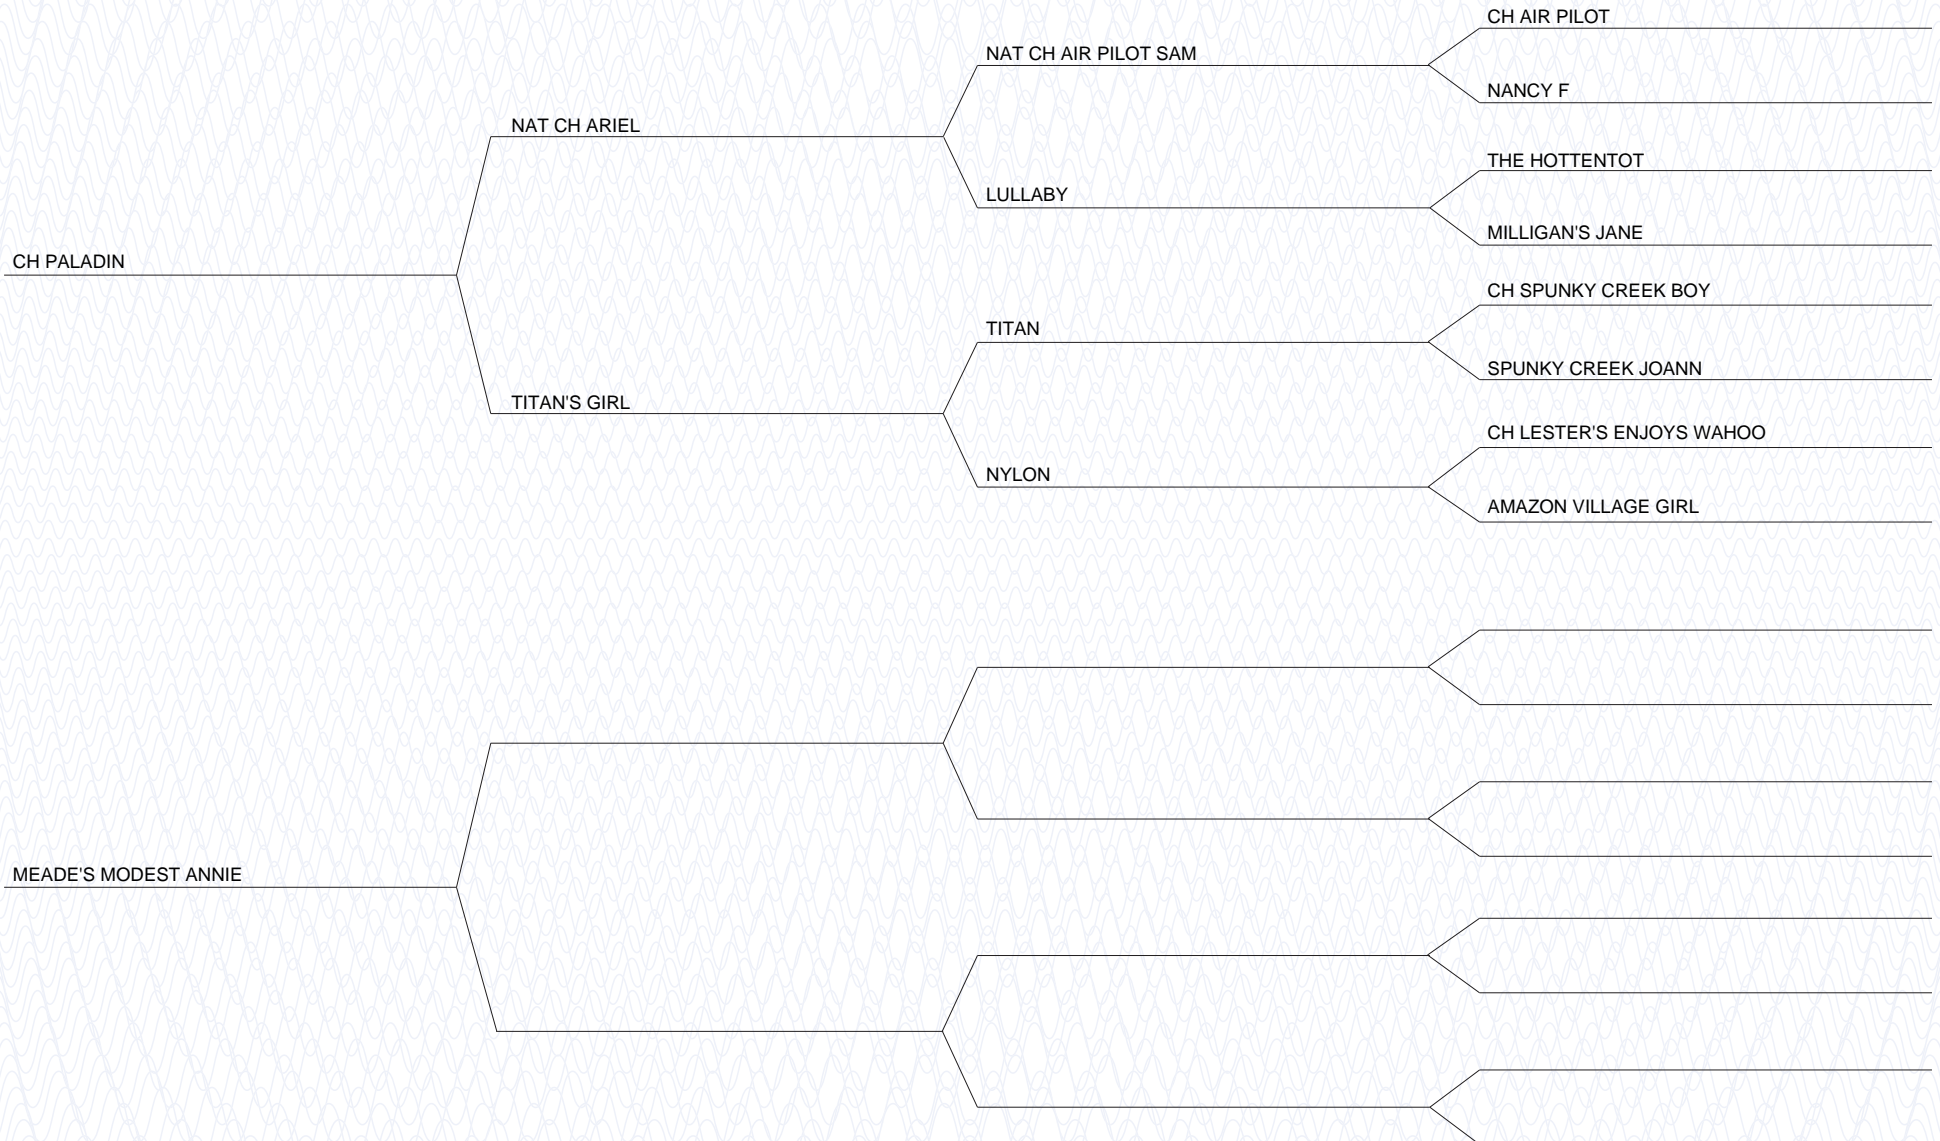 CH AIR PILOT
NAT CH AIR PILOT SAM
NANCY F
NAT CH ARIEL
THE HOTTENTOT
LULLABY
MILLIGAN'S JANE
CH PALADIN
CH SPUNKY CREEK BOY
TITAN
SPUNKY CREEK JOANN
TITAN'S GIRL
CH LESTER'S ENJOYS WAHOO
NYLON
AMAZON VILLAGE GIRL
MEADE'S MODEST ANNIE